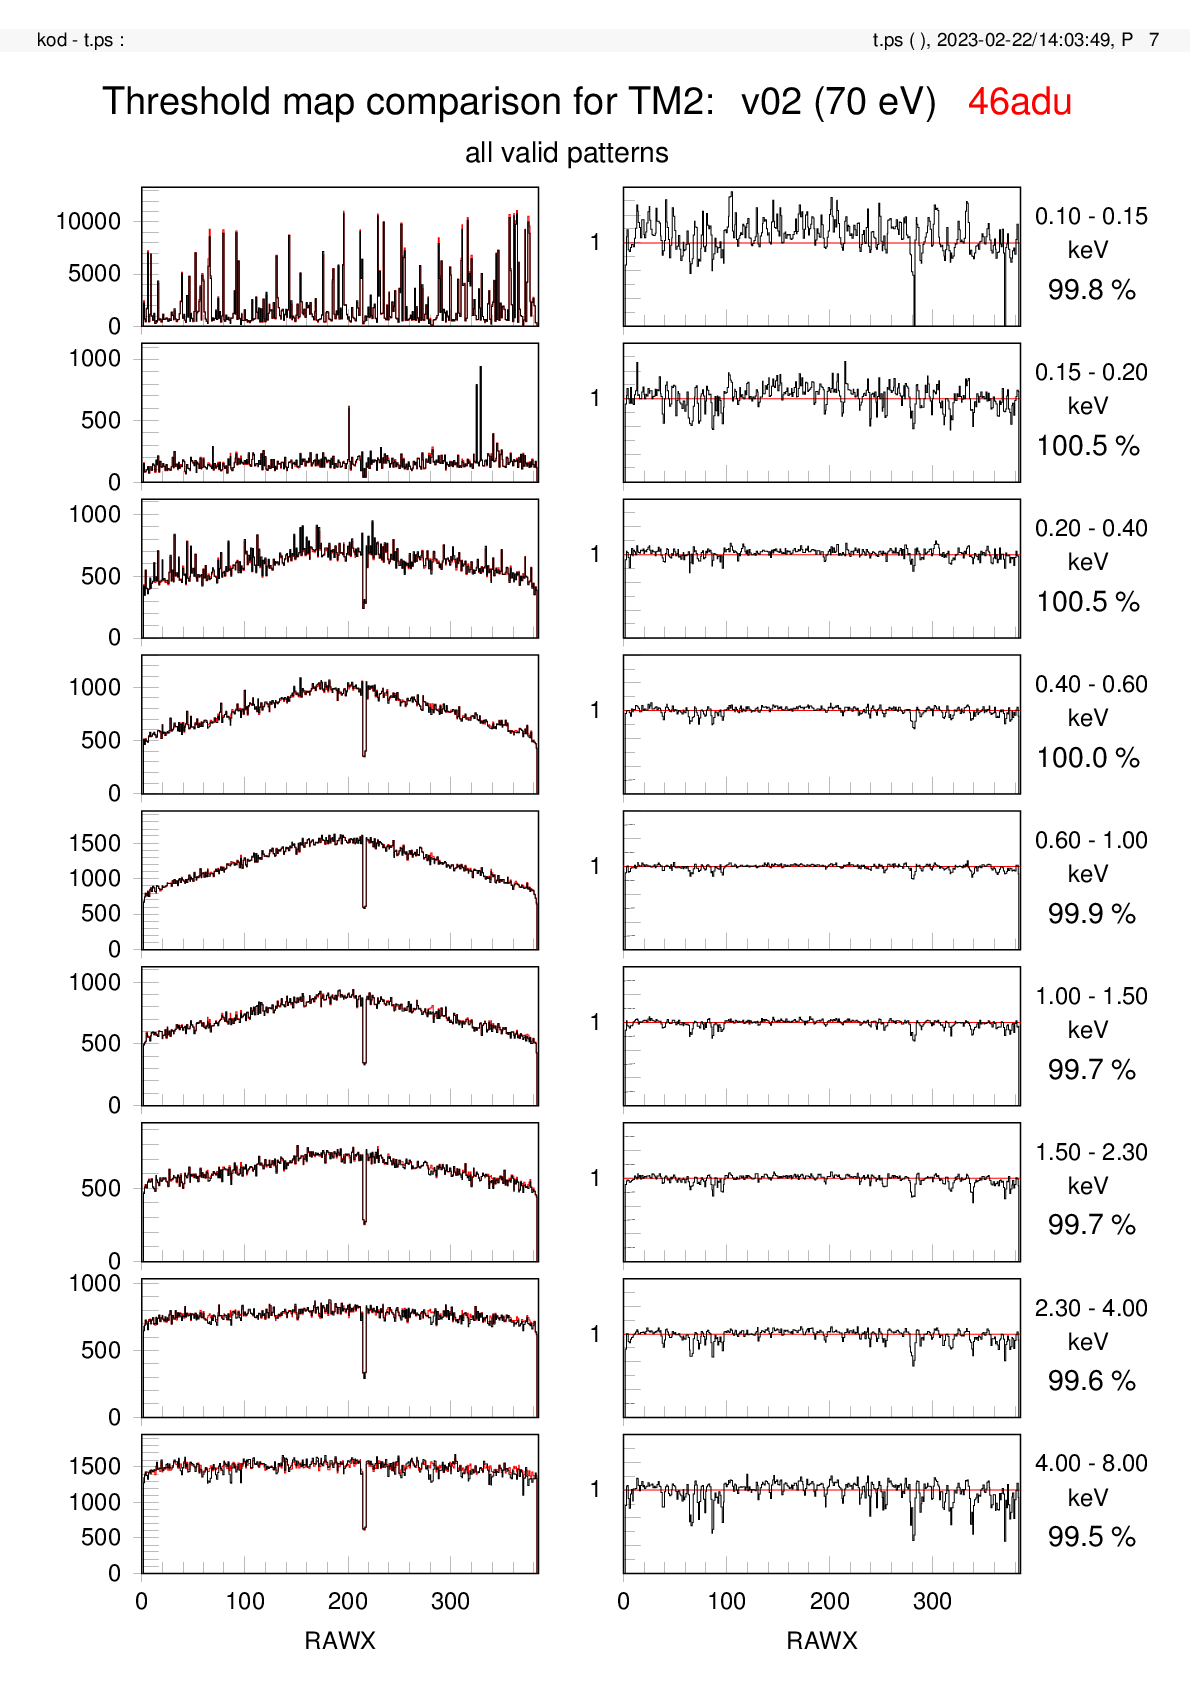 kod - t.ps :
t.ps ( ), 2023-02-22/14:03:49, P 7
Threshold map comparison for TM2: v02 (70 eV) 46adu
all valid patterns
10000
5000
0
1
0.10 - 0.15
keV
99.8 %
1000
500
0
1
0.15 - 0.20
keV
100.5 %
1000
500
0
1
0.20 - 0.40
keV
100.5 %
1000
500
0
1
0.40 - 0.60
keV
100.0 %
1500
1000
500
0
1
0.60 - 1.00
keV
99.9 %
1000
500
0
1
1.00 - 1.50
keV
99.7 %
500
0
1
1.50 - 2.30
keV
99.7 %
1000
500
0
1
2.30 - 4.00
keV
99.6 %
1500
1000
500
0
1
4.00 - 8.00
keV
99.5 %
0 100 200 300
RAWX
0 100 200 300
RAWX